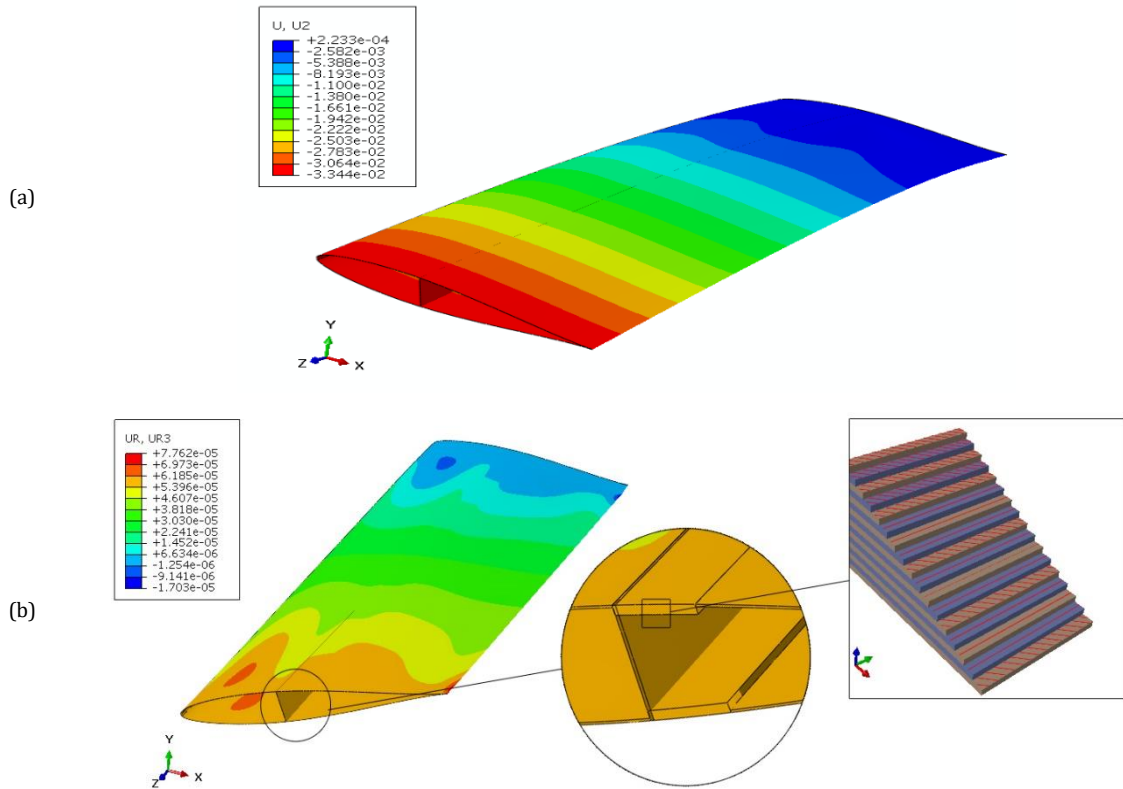 (a)
U, U2
+2.233e-04
-2.582e-03
-5.388e-03
-8.193e-03
-1.100e-02
-1.380e-02
-1.661e-02
-1.942e-02
-2.222e-02
-2.503e-02
-2.783e-02
-3.064e-02
-3.344e-02
Y
Z
X
(b)
UR, UR3
+7.762e-05
+6.973e-05
+6.185e-05
+5.396e-05
+4.607e-05
+3.818e-05
+3.030e-05
+2.241e-05
+1.452e-05
+6.634e-06
-1.254e-06
-9.141e-06
-1.703e-05
Y
Z
X